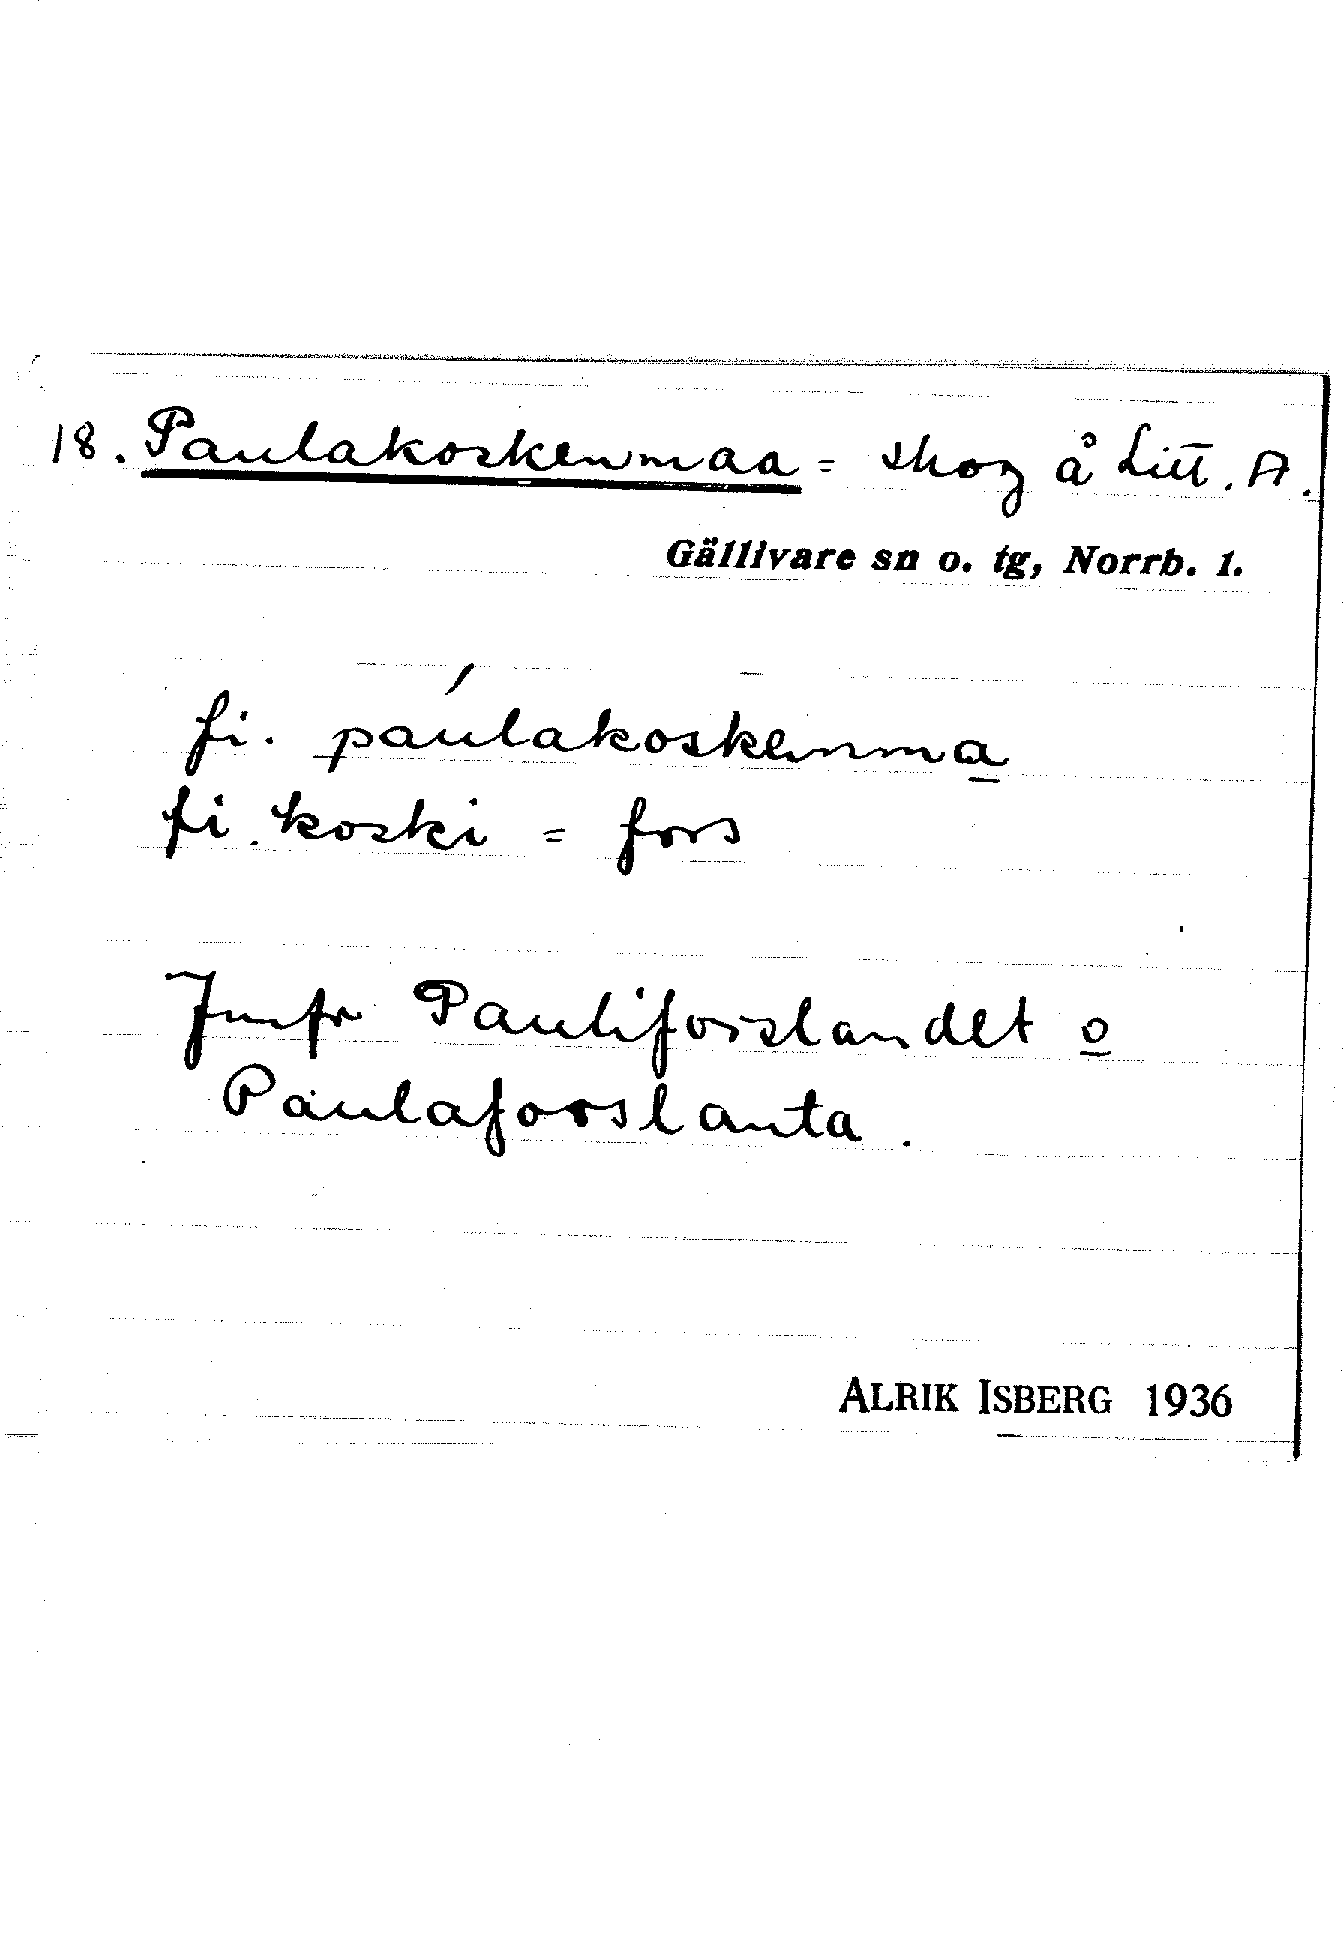 18. Paulakoskenmaa = skog å Litt. A.
Gällivare sn o. tg, Norrb. 1.
fi. páulakoskenma
fi. koski = fors
Jmfr Pauliforslandet o
Paulaforslanta.
ALRIK ISBERG 1936